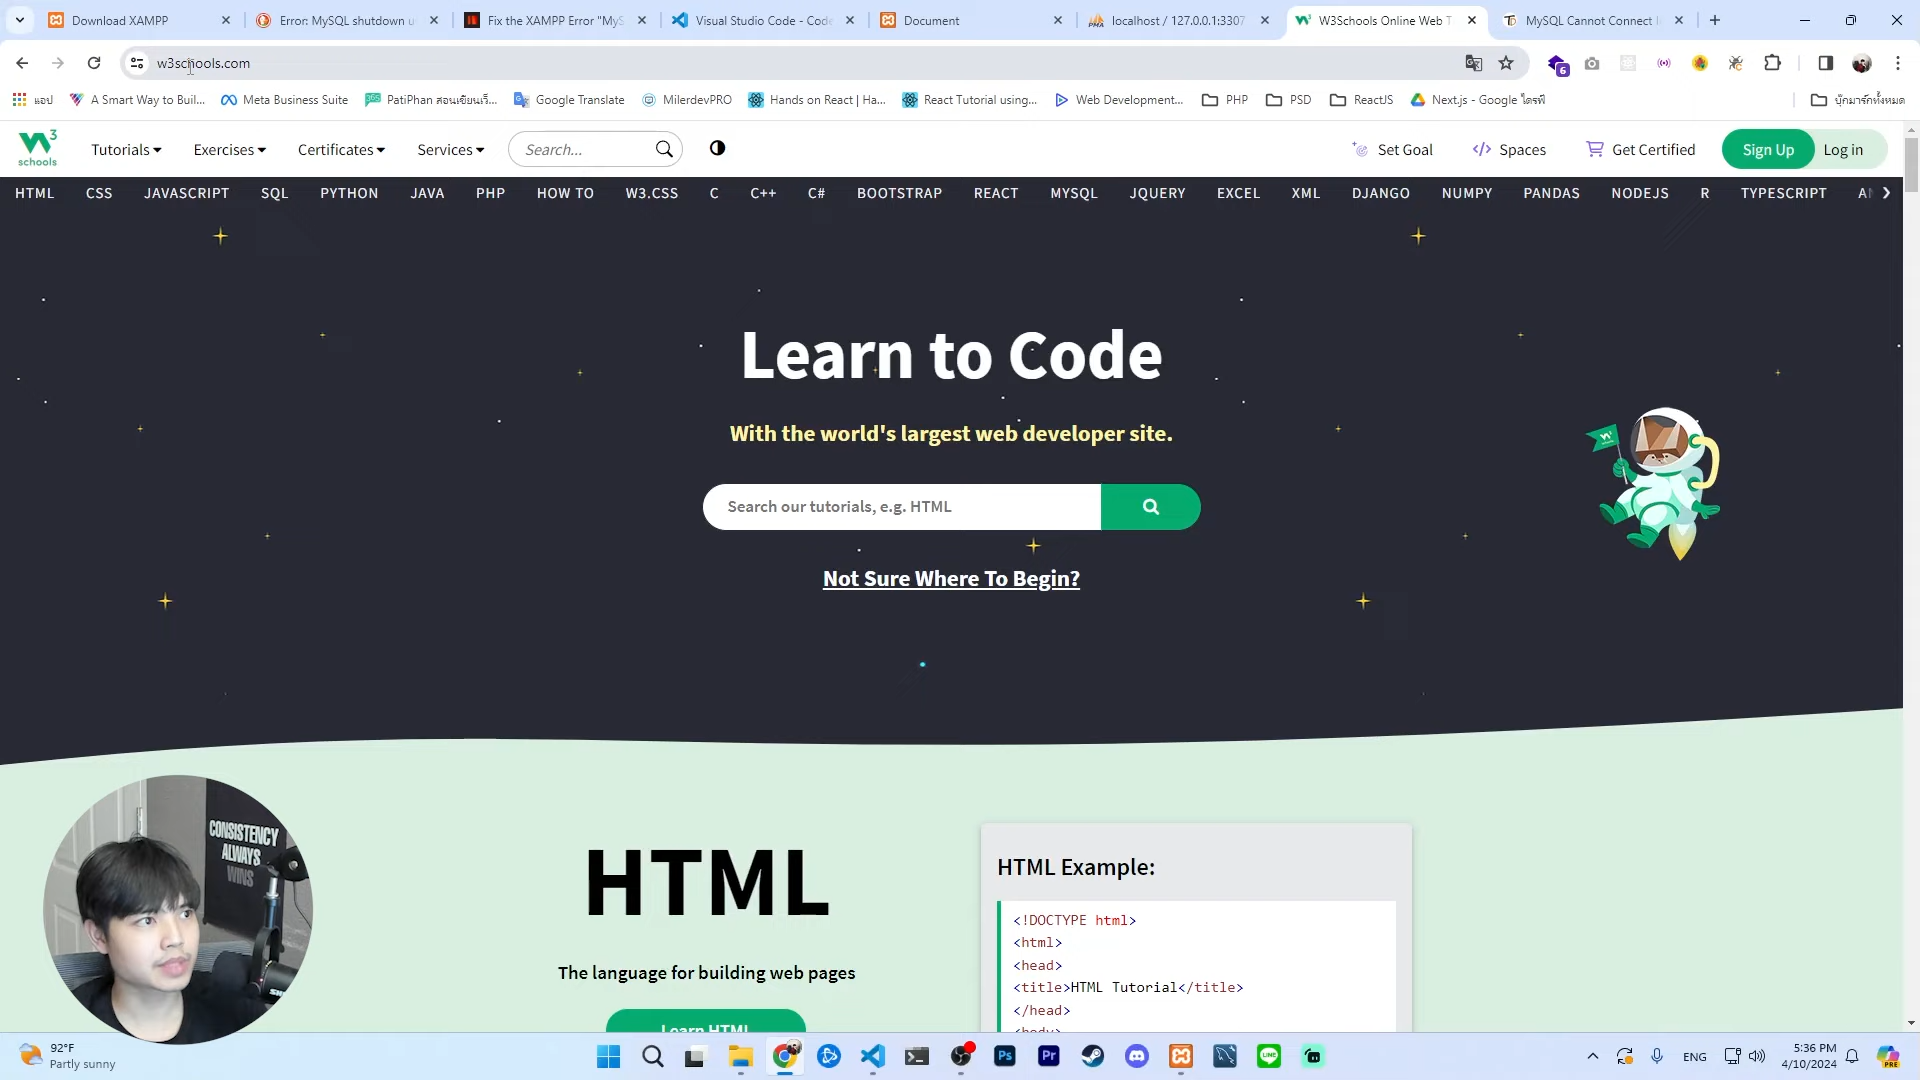 Download XAMPP
Error: MySQL shutdown u
Fix the XAMPP Error "MyS
Visual Studio Code - Code
Document
localhost / 127.0.0.1:3307
W3Schools Online Web T
MySQL Cannot Connect
w3schools.com
6
แอป
A Smart Way to Buil...
Meta Business Suite
PatiPhan สอนเขียนเว็...
Google Translate
MilerdevPRO
Hands on React | Ha...
React Tutorial using...
Web Development...
PHP
PSD
ReactJS
Next.js - Google ไดรฟ์
บุ๊กมาร์กทั้งหมด
W3
schools
Tutorials
Exercises
Certificates
Services
Search...
Set Goal
Spaces
Get Certified
Sign Up
Log in
HTML CSS JAVASCRIPT SQL PYTHON JAVA PHP HOW TO W3.CSS C C++ C# BOOTSTRAP REACT MYSQL JQUERY EXCEL XML DJANGO NUMPY PANDAS NODEJS R TYPESCRIPT
Learn to Code
With the world's largest web developer site.
Search our tutorials, e.g. HTML
Not Sure Where To Begin?
HTML
The language for building web pages
Learn HTML
HTML Example:
<!DOCTYPE html>
<html>
<head>
<title>HTML Tutorial</title>
</head>
<body>
CONSISTENCY
ALWAYS
WINS
92°F
Partly sunny
Ps
Pr
LINE
ENG
5:36 PM
4/10/2024
PRE